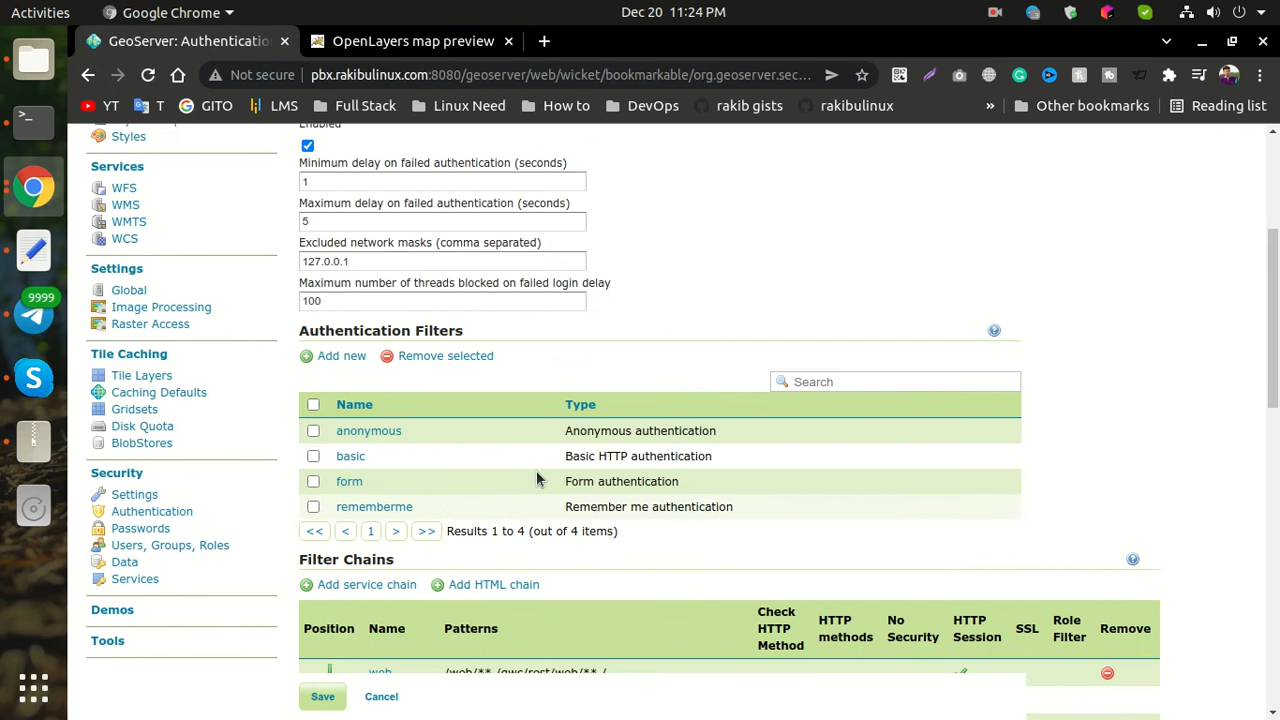 Activities
Google Chrome
Dec 20 11:24 PM
GeoServer: Authenticatio
OpenLayers map preview
Not secure
pbx.rakibulinux.com:8080/geoserver/web/wicket/bookmarkable/org.geoserver.sec...
YT
T
GITO
LMS
Full Stack
Linux Need
How to
DevOps
rakib gists
rakibulinux
»
Other bookmarks
Reading list
9999
Styles
Services
WFS
WMS
WMTS
WCS
Settings
Global
Image Processing
Raster Access
Tile Caching
Tile Layers
Caching Defaults
Gridsets
Disk Quota
BlobStores
Security
Settings
Authentication
Passwords
Users, Groups, Roles
Data
Services
Demos
Tools
Enabled
Minimum delay on failed authentication (seconds)
1
Maximum delay on failed authentication (seconds)
5
Excluded network masks (comma separated)
127.0.0.1
Maximum number of threads blocked on failed login delay
100
Authentication Filters
Add new
Remove selected
Search
Name Type
anonymous Anonymous authentication
basic Basic HTTP authentication
form Form authentication
rememberme Remember me authentication
<< < 1 > >> Results 1 to 4 (out of 4 items)
Filter Chains
Add service chain
Add HTML chain
Position
Name
Patterns
Check
HTTP
Method
HTTP
methods
No
Security
HTTP
Session
SSL
Role
Filter
Remove
web /web/**,/gwc/rest/web/**,/
Save
Cancel